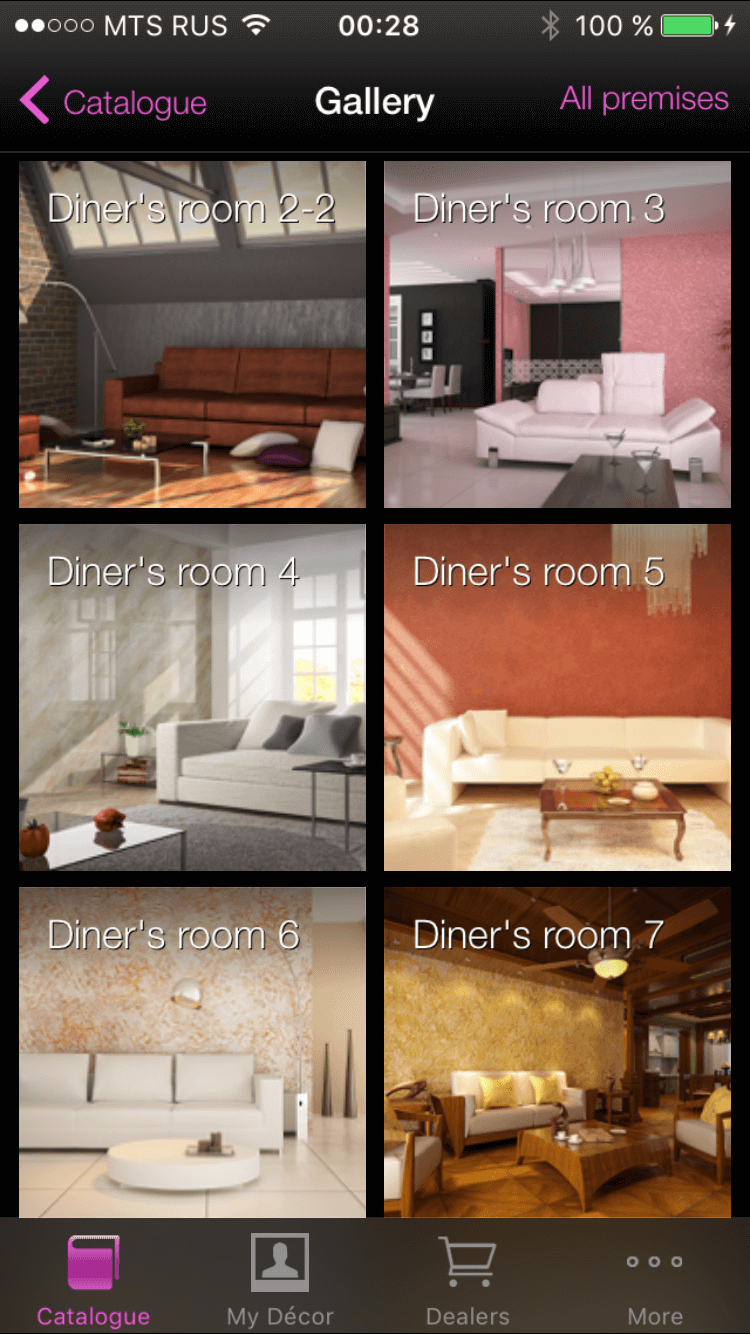 MTS RUS 00:28 100 %
Catalogue Gallery All premises
Diner's room 2-2 Diner's room 3
Diner's room 4 Diner's room 5
Diner's room 6 Diner's room 7
Catalogue My Décor Dealers More